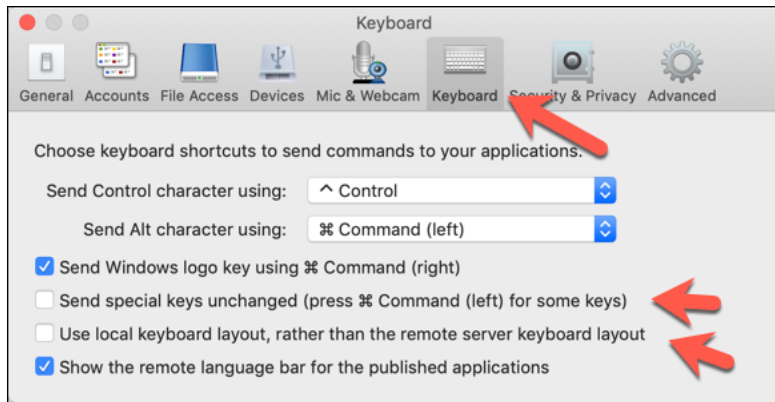 Keyboard
General Accounts File Access Devices Mic & Webcam Keyboard Security & Privacy Advanced
Choose keyboard shortcuts to send commands to your applications.
Send Control character using: ^ Control
Send Alt character using: ⌘ Command (left)
Send Windows logo key using ⌘ Command (right)
Send special keys unchanged (press ⌘ Command (left) for some keys)
Use local keyboard layout, rather than the remote server keyboard layout
Show the remote language bar for the published applications